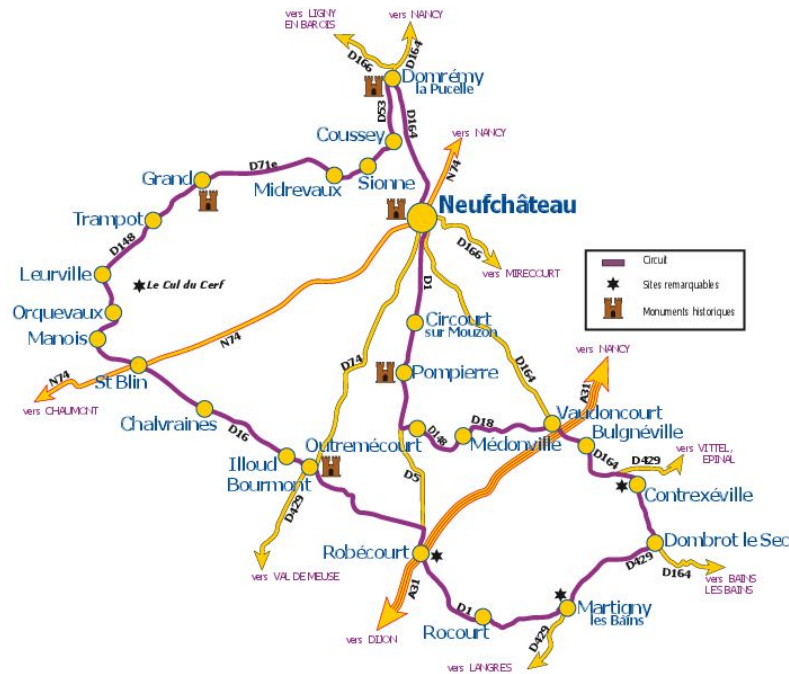 vers LIGNY
EN BAROIS
vers NANCY
D166
D164
Domrémy
la Pucelle
D53
D164
Coussey
vers NANCY
N74
D71e
Grand
Midrevaux
Sionne
Neufchâteau
Trampot
D148
D166
vers MIRECOURT
Leurville
Le Cul du Cerf
D1
Circuit
Sites remarquables
Monuments historiques
Orquevaux
Manois
Circourt
sur Mouzon
N74
D74
St Blin
Pompierre
D164
vers NANCY
A31
N74
vers CHAUMONT
Chalvraines
D16
D18
Vaudoncourt
Bulgnéville
Outremécourt
D148
Médonville
vers VITTEL,
EPINAL
D164
D429
Illoud
Bourmont
D5
Contrexéville
D429
Robécourt
Dombrot le Sec
D429
D164
vers VAL DE MEUSE
A31
vers BAINS
LES BAINS
D1
Martigny
les Bains
vers DIJON
Rocourt
D429
vers LANGRES